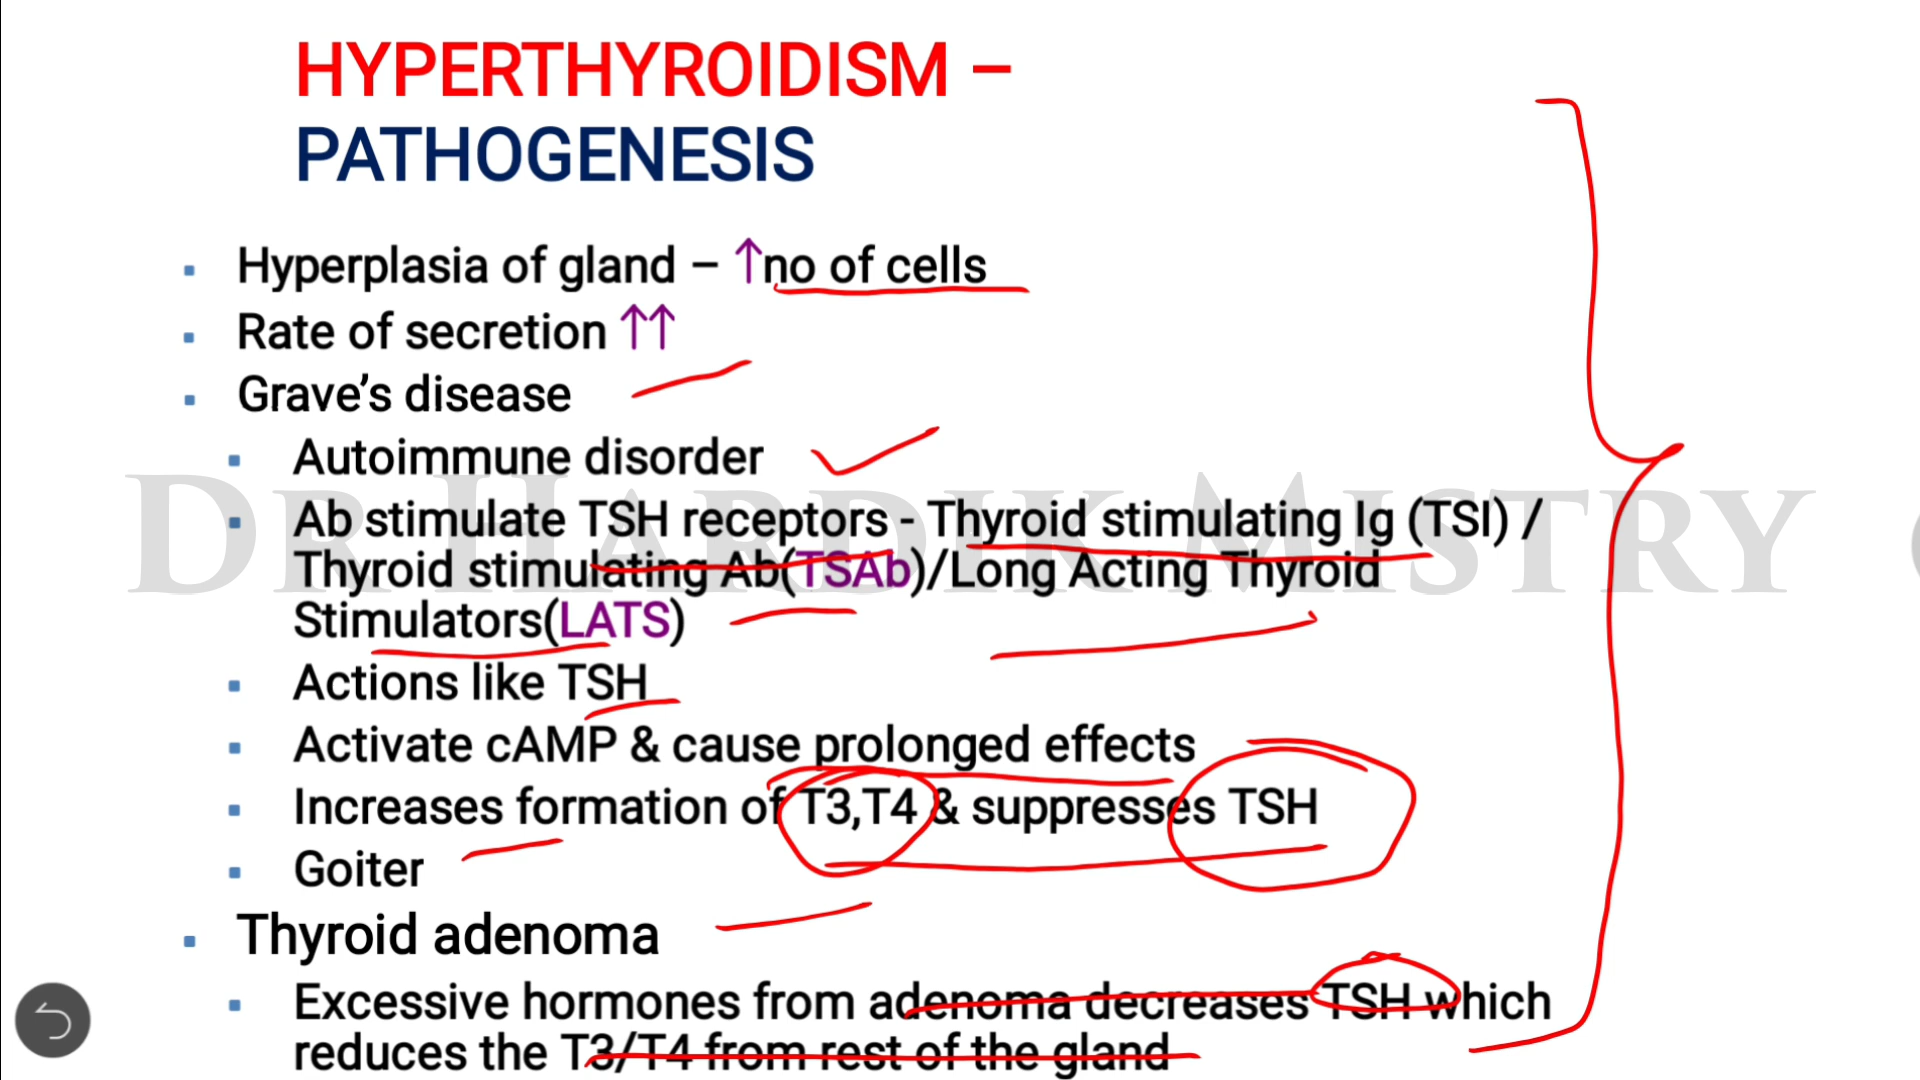 HYPERTHYROIDISM –
PATHOGENESIS
▪ Hyperplasia of gland – ↑no of cells
▪ Rate of secretion ↑↑
▪ Grave’s disease
▪ Autoimmune disorder
▪ Ab stimulate TSH receptors - Thyroid stimulating Ig (TSI) /
Thyroid stimulating Ab(TSAb)/Long Acting Thyroid
Stimulators(LATS)
▪ Actions like TSH
▪ Activate cAMP & cause prolonged effects
▪ Increases formation of T3,T4 & suppresses TSH
▪ Goiter
▪ Thyroid adenoma
▪ Excessive hormones from adenoma decreases TSH which
reduces the T3/T4 from rest of the gland
DR HARDIK MISTRY